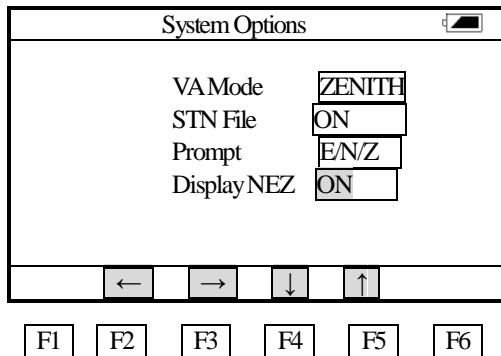 System Options
VA Mode ZENITH
STN File ON
Prompt E/N/Z
Display NEZ ON
← → ↓ ↑
F1 F2 F3 F4 F5 F6